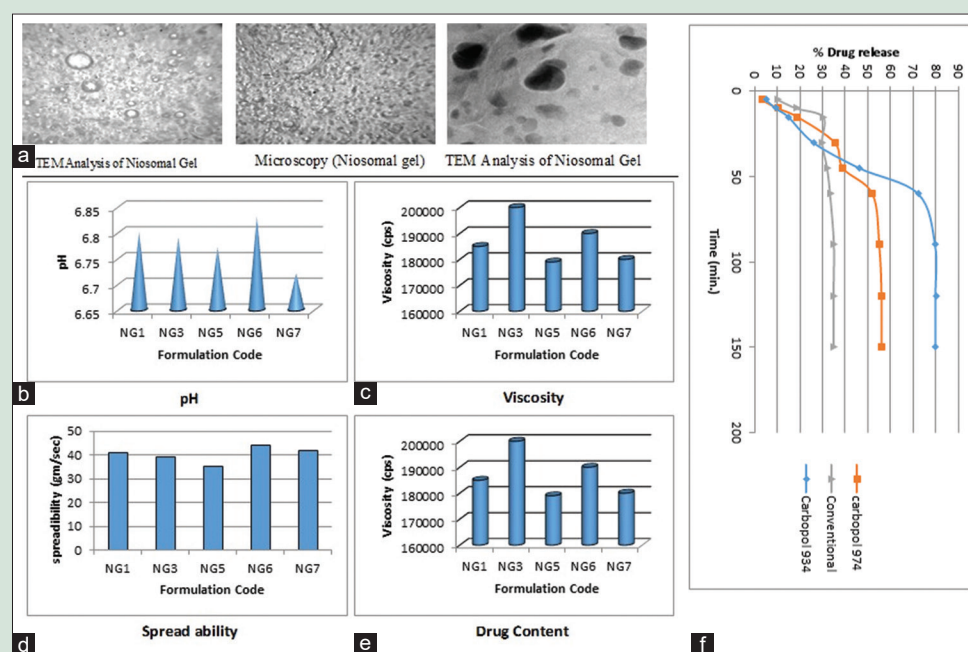 TEM Analysis of Niosomal Gel
Microscopy (Niosomal gel)
TEM Analysis of Niosomal Gel
a
pH
6.85
6.8
6.75
6.7
6.65
NG1 NG3 NG5 NG6 NG7
Formulation Code
b
pH
Viscosity (cps)
200000
190000
180000
170000
160000
NG1 NG3 NG5 NG6 NG7
Formulation Code
c
Viscosity
spreadibility (gm/sec)
50
40
30
20
10
0
NG1 NG3 NG5 NG6 NG7
Formulation Code
d
Spread ability
Viscosity (cps)
200000
190000
180000
170000
160000
NG1 NG3 NG5 NG6 NG7
Formulation Code
e
Drug Content
% Drug release
0 10 20 30 40 50 60 70 80 90
0
50
100
150
200
Time (min.)
Carbopol 934
Conventional
carbopol 974
f